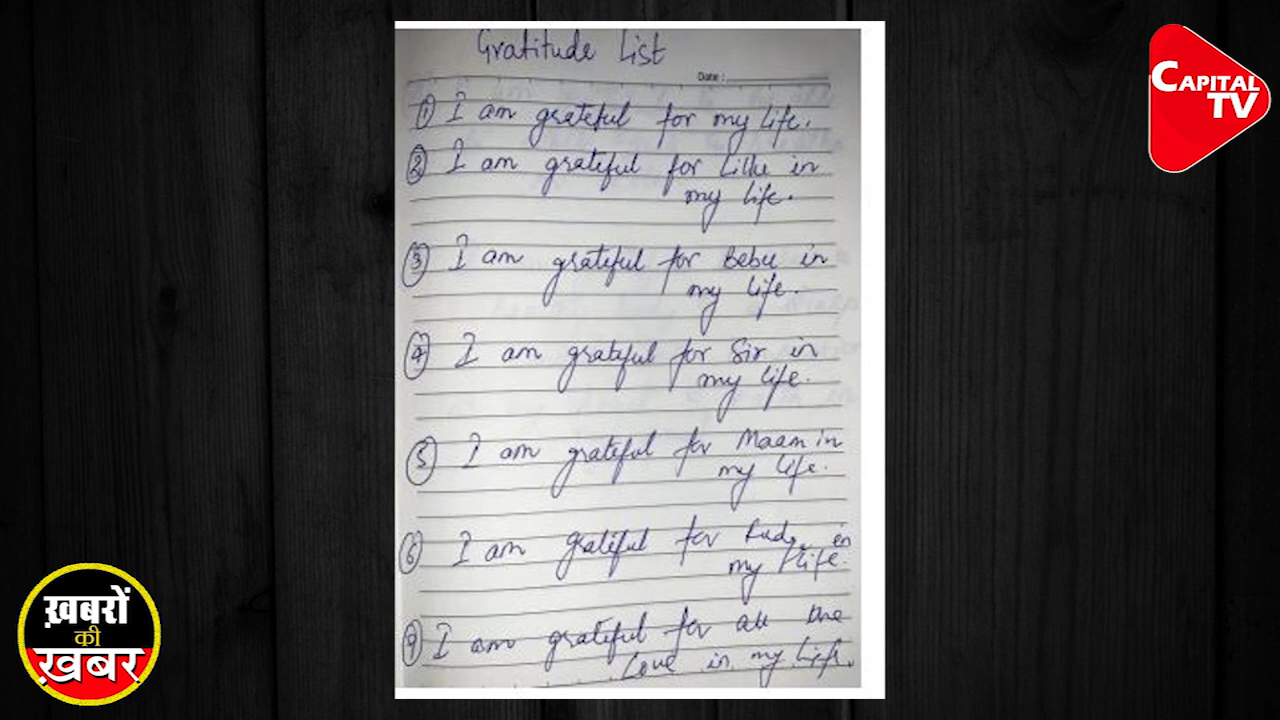 Gratitude List
Date :
① I am grateful for my life.
② I am grateful for Lillu in
my life.
③ I am grateful for Bebu in
my life.
④ I am grateful for Sir in
my life.
⑤ I am grateful for Maam in
my life.
⑥ I am grateful for in
my life.
⑦ I am grateful for all the
Love in my life.
CAPITAL
TV
ख़बरों
की
ख़बर